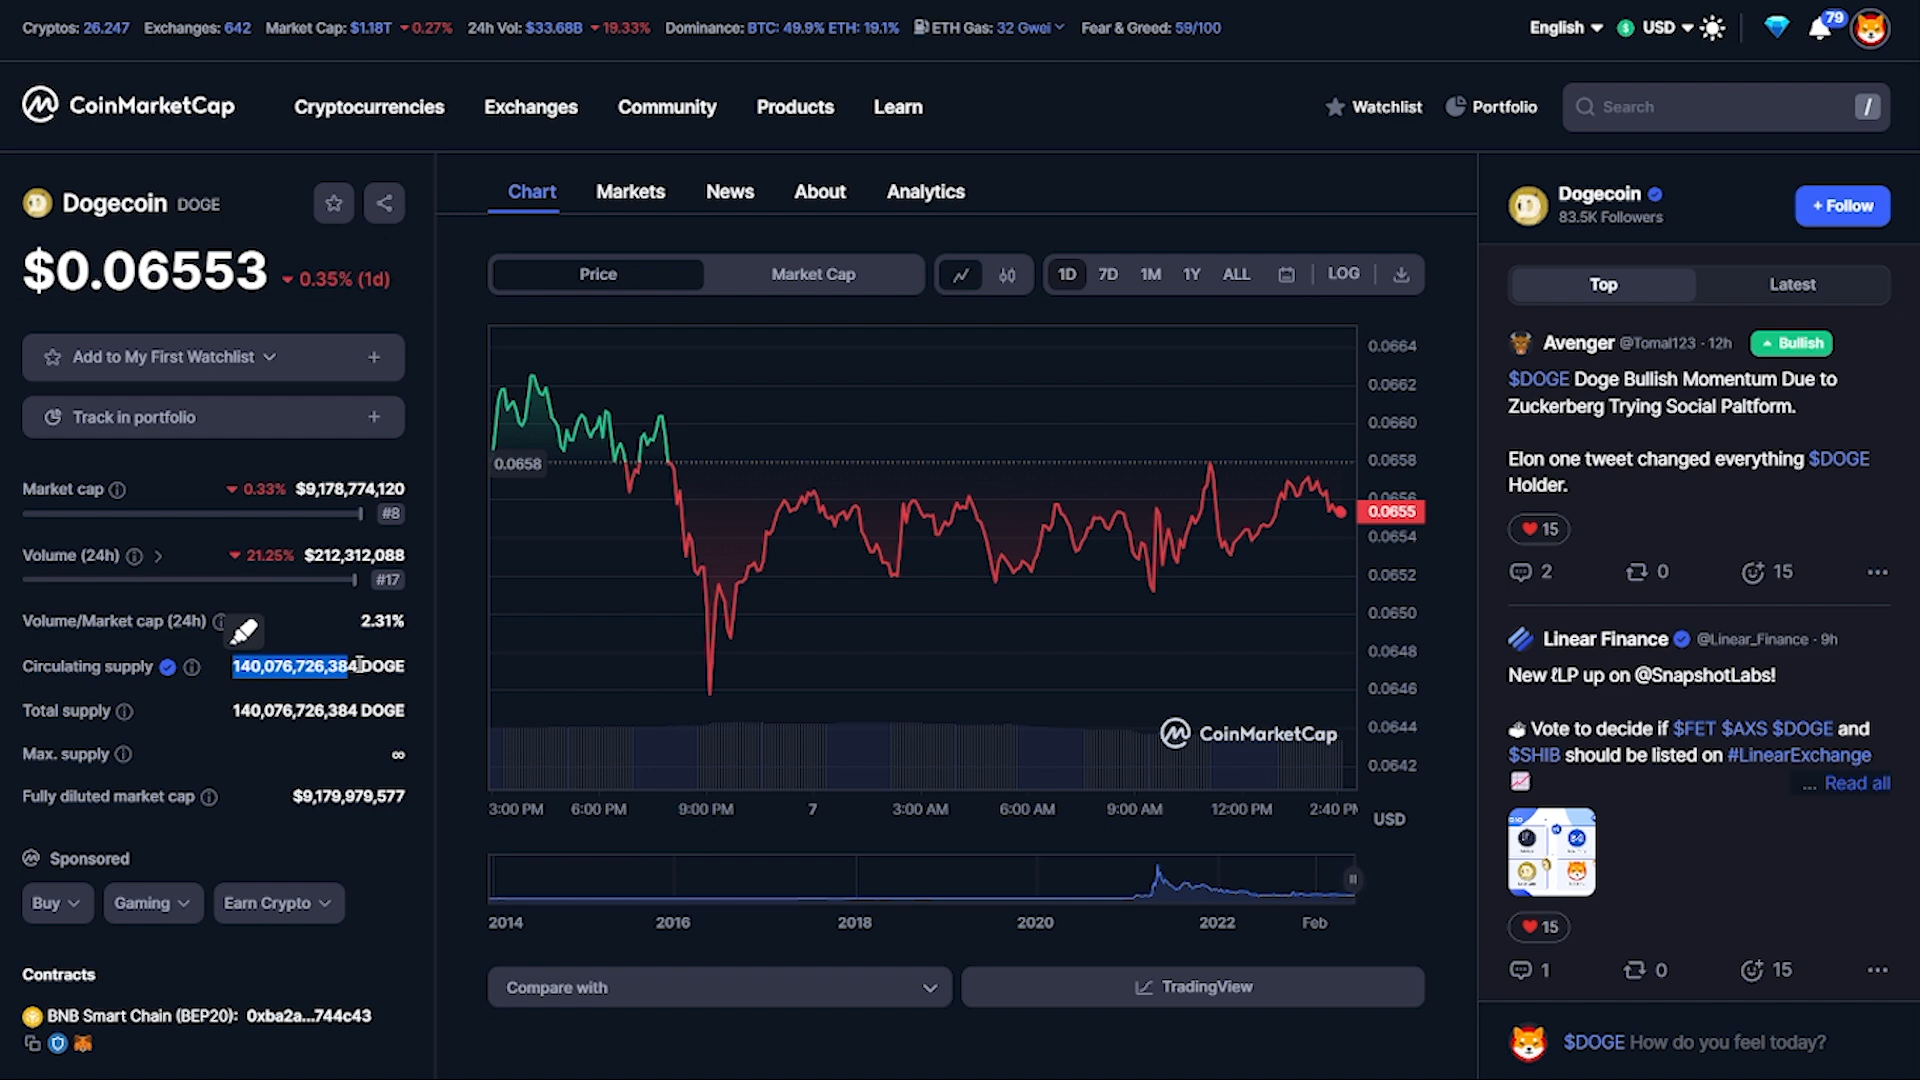 Cryptos: 26.247 Exchanges: 642 Market Cap: $1.18T 0.27% 24h Vol: $33.68B 19.33% Dominance: BTC: 49.9% ETH: 19.1% ETH Gas: 32 Gwei Fear & Greed: 59/100
English USD 79
CoinMarketCap Cryptocurrencies Exchanges Community Products Learn
Watchlist Portfolio Search /
Dogecoin DOGE
$0.06553 0.35% (1d)
Add to My First Watchlist +
Track in portfolio +
Market cap 0.33% $9,178,774,120
#8
Volume (24h) 21.25% $212,312,088
#17
Volume/Market cap (24h) 2.31%
Circulating supply 140,076,726,384 DOGE
Total supply 140,076,726,384 DOGE
Max. supply ∞
Fully diluted market cap $9,179,979,577
Sponsored
Buy Gaming Earn Crypto
Contracts
BNB Smart Chain (BEP20): 0xba2a...744c43
Chart Markets News About Analytics
Price Market Cap 1D 7D 1M 1Y ALL LOG
0.0664
0.0662
0.0660
0.0658
0.0658
0.0656
0.0655
0.0654
0.0652
0.0650
0.0648
0.0646
0.0644
0.0642
CoinMarketCap
3:00 PM 6:00 PM 9:00 PM 7 3:00 AM 6:00 AM 9:00 AM 12:00 PM 2:40 PM
USD
2014 2016 2018 2020 2022 Feb
Compare with TradingView
Dogecoin
83.5K Followers
+ Follow
Top Latest
Avenger @Tomal123 · 12h Bullish
$DOGE Doge Bullish Momentum Due to
Zuckerberg Trying Social Paltform.
Elon one tweet changed everything $DOGE
Holder.
15
2 0 15 ...
Linear Finance @Linear_Finance · 9h
New ℓLP up on @SnapshotLabs!
🗳 Vote to decide if $FET $AXS $DOGE and
$SHIB should be listed on #LinearExchange
... Read all
15
1 0 15 ...
$DOGE How do you feel today?